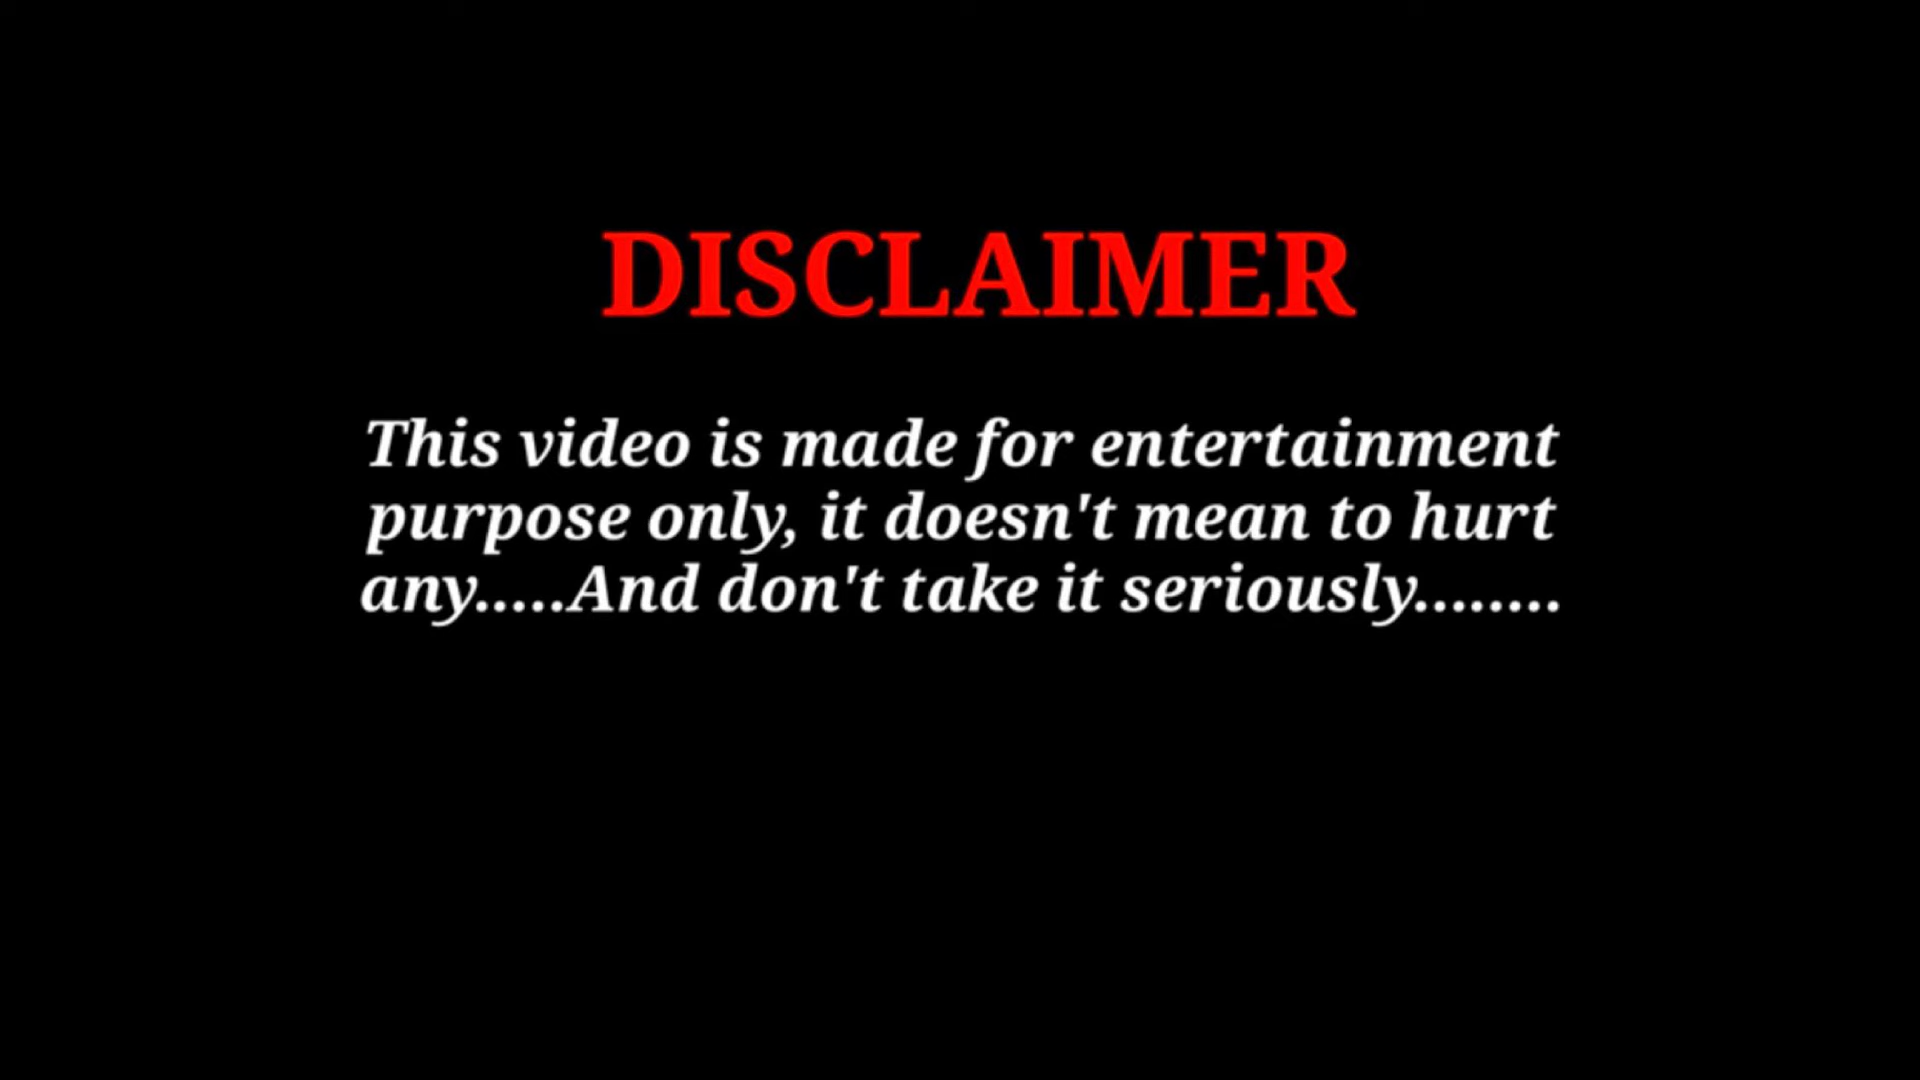 DISCLAIMER
This video is made for entertainment
purpose only, it doesn't mean to hurt
any.....And don't take it seriously........